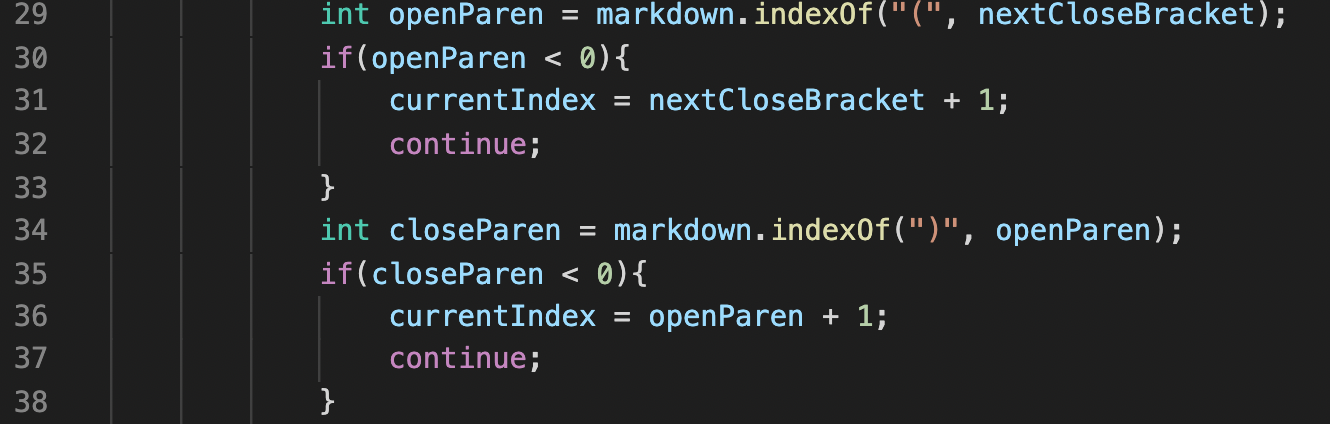 29 int openParen = markdown.indexOf("(", nextCloseBracket);
30 if(openParen < 0){
31 currentIndex = nextCloseBracket + 1;
32 continue;
33 }
34 int closeParen = markdown.indexOf(")", openParen);
35 if(closeParen < 0){
36 currentIndex = openParen + 1;
37 continue;
38 }